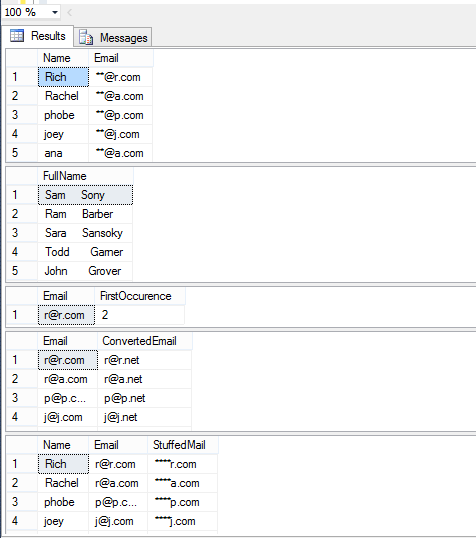 100 %
Results Messages
Name Email
1 Rich **@r.com
2 Rachel **@a.com
3 phobe **@p.com
4 joey **@j.com
5 ana **@a.com
FullName
1 Sam Sony
2 Ram Barber
3 Sara Sansoky
4 Todd Garner
5 John Grover
Email FirstOccurence
1 r@r.com 2
Email ConvertedEmail
1 r@r.com r@r.net
2 r@a.com r@a.net
3 p@p.c... p@p.net
4 j@j.com j@j.net
Name Email StuffedMail
1 Rich r@r.com ****r.com
2 Rachel r@a.com ****a.com
3 phobe p@p.c... ****p.com
4 joey j@j.com ****j.com